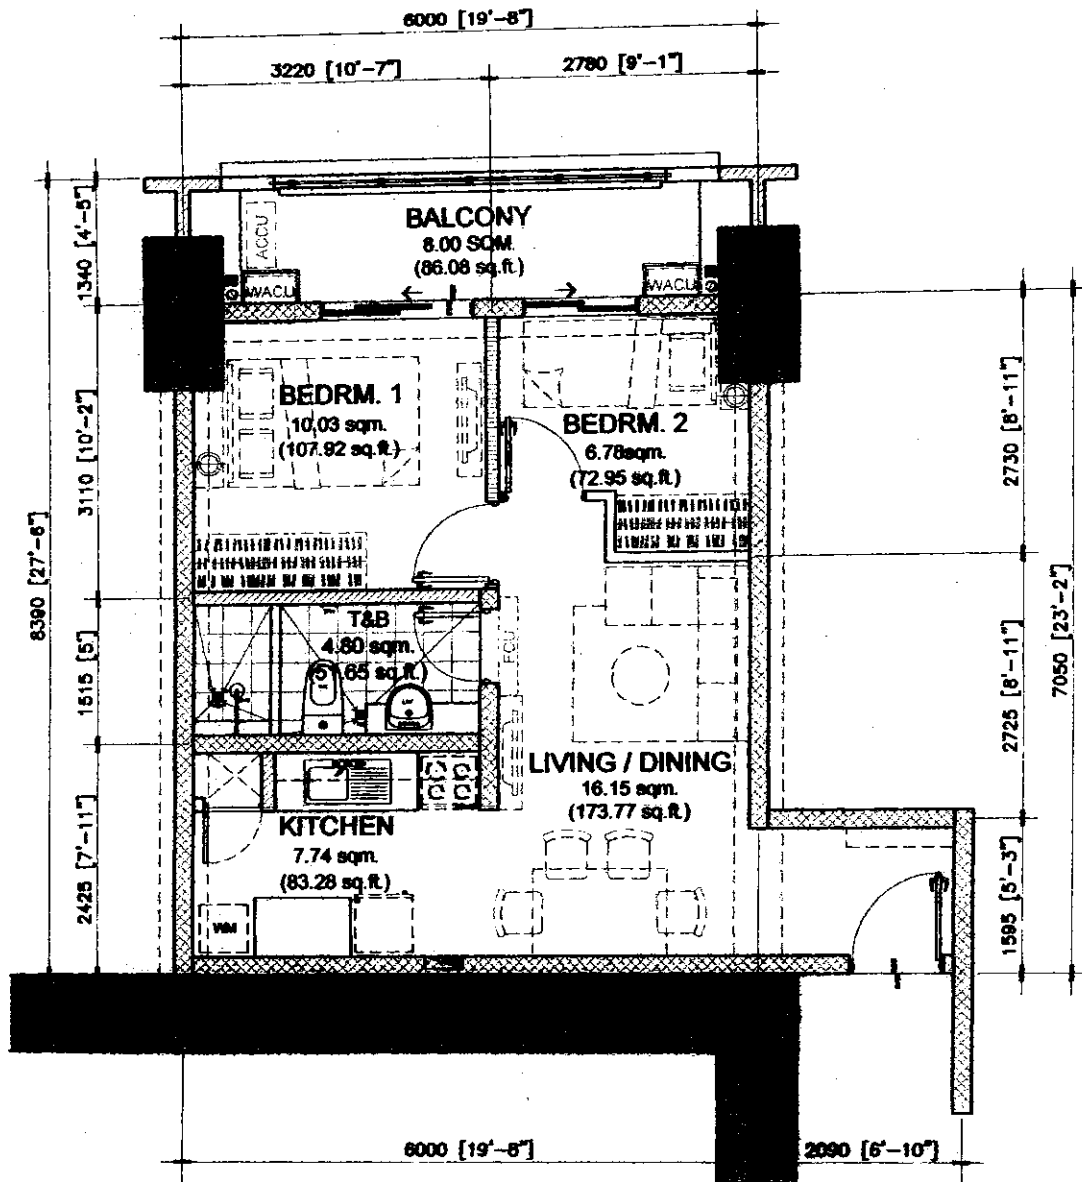 6000 [19'-8"]
3220 [10'-7"]
2780 [9'-1"]
BALCONY
8.00 SQM.
(86.08 sq.ft.)
ACCU
WACU
WACU
1340 [4'-5"]
BEDRM. 1
10.03 sqm.
(107.92 sq.ft.)
BEDRM. 2
6.78sqm.
(72.95 sq.ft.)
3110 [10'-2"]
2730 [8'-11"]
8390 [27'-6"]
7050 [23'-2"]
T&B
4.80 sqm.
.65 sq.ft.)
FCU
1515 [5']
2725 [8'-11"]
LIVING / DINING
16.15 sqm.
(173.77 sq.ft.)
KITCHEN
7.74 sqm.
(83.28 sq.ft.)
2425 [7'-11"]
1595 [5'-3"]
WM
6000 [19'-8"]
2090 [6'-10"]